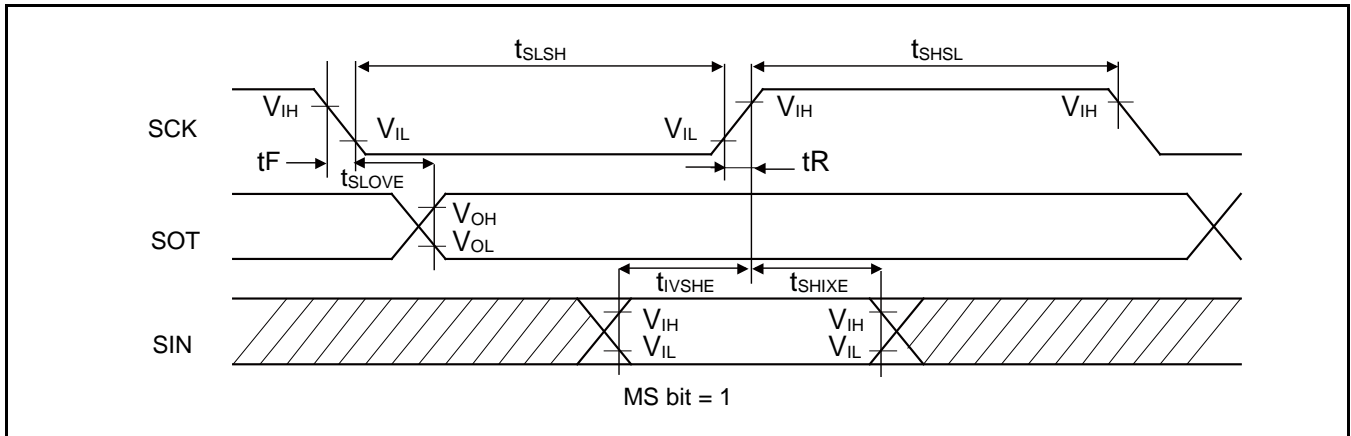 tSLSH
tSHSL
SCK
VIH
VIL
VIL
VIH
VIH
tF
tSLOVE
tR
SOT
VOH
VOL
tIVSHE
tSHIXE
SIN
VIH
VIL
VIH
VIL
MS bit = 1